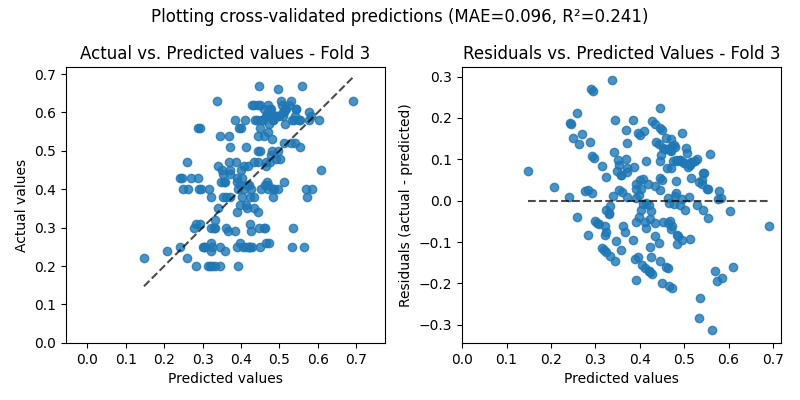 Plotting cross-validated predictions (MAE=0.096, R²=0.241)
Actual vs. Predicted values - Fold 3
Actual values
0.7
0.6
0.5
0.4
0.3
0.2
0.1
0.0
0.0 0.1 0.2 0.3 0.4 0.5 0.6 0.7
Predicted values
Residuals vs. Predicted Values - Fold 3
Residuals (actual - predicted)
0.3
0.2
0.1
0.0
−0.1
−0.2
−0.3
0.0 0.1 0.2 0.3 0.4 0.5 0.6 0.7
Predicted values